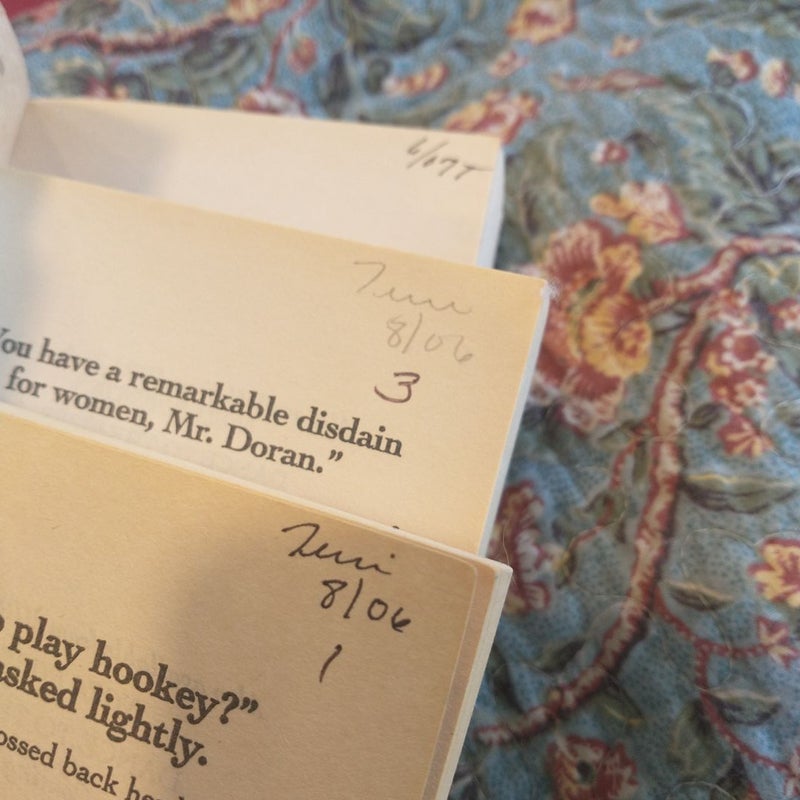 6/07 T
Terri
8/06
3
You have a remarkable disdain
for women, Mr. Doran.”
Terri
8/06
1
play hookey?”
asked lightly.
ossed back